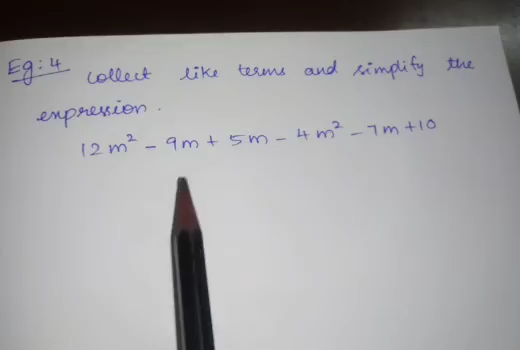 Eg: 4 collect like terms and simplify the
expression.
12m² - 9m + 5m - 4m² - 7m + 10